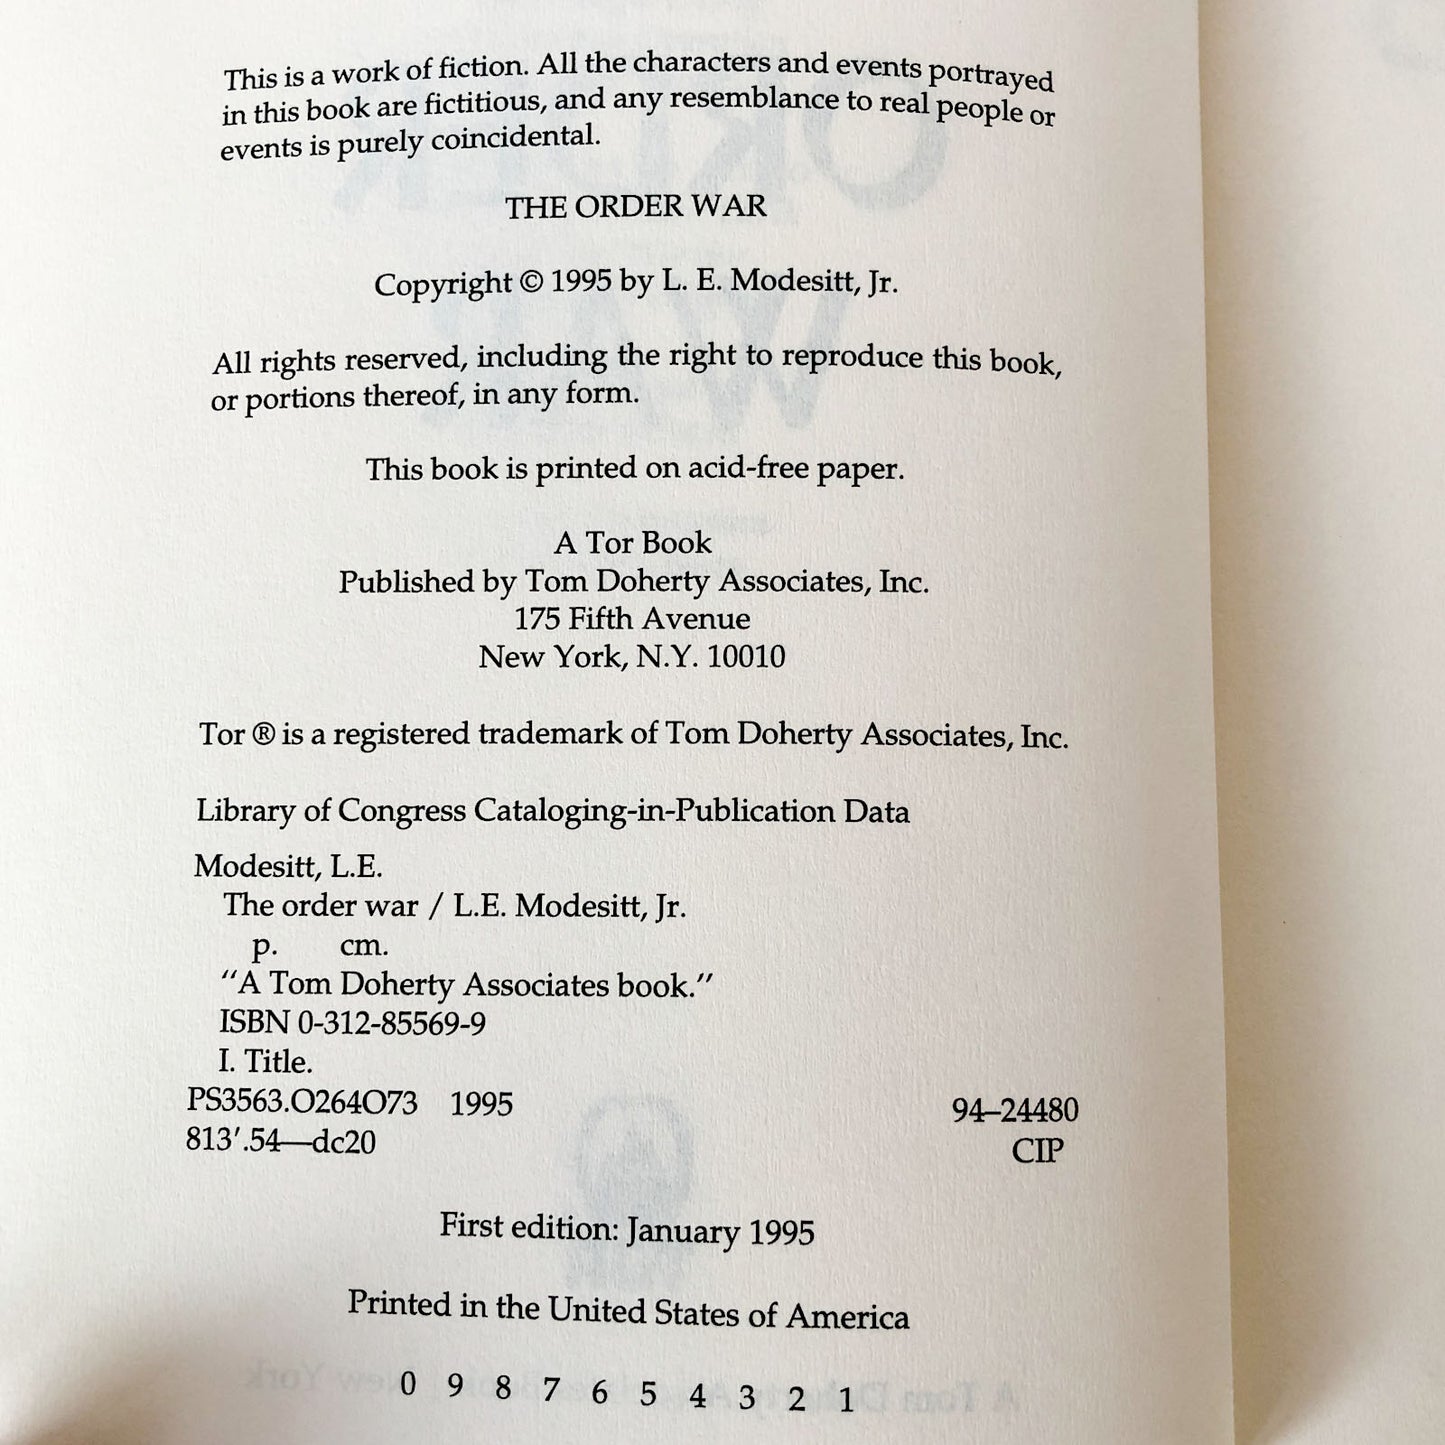 This is a work of fiction. All the characters and events portrayed
in this book are fictitious, and any resemblance to real people or
events is purely coincidental.
THE ORDER WAR
Copyright © 1995 by L. E. Modesitt, Jr.
All rights reserved, including the right to reproduce this book,
or portions thereof, in any form.
This book is printed on acid-free paper.
A Tor Book
Published by Tom Doherty Associates, Inc.
175 Fifth Avenue
New York, N.Y. 10010
Tor ® is a registered trademark of Tom Doherty Associates, Inc.
Library of Congress Cataloging-in-Publication Data
Modesitt, L.E.
The order war / L.E. Modesitt, Jr.
p. cm.
"A Tom Doherty Associates book."
ISBN 0-312-85569-9
I. Title.
PS3563.O264O73 1995 94–24480
813'.54—dc20 CIP
First edition: January 1995
Printed in the United States of America
0 9 8 7 6 5 4 3 2 1